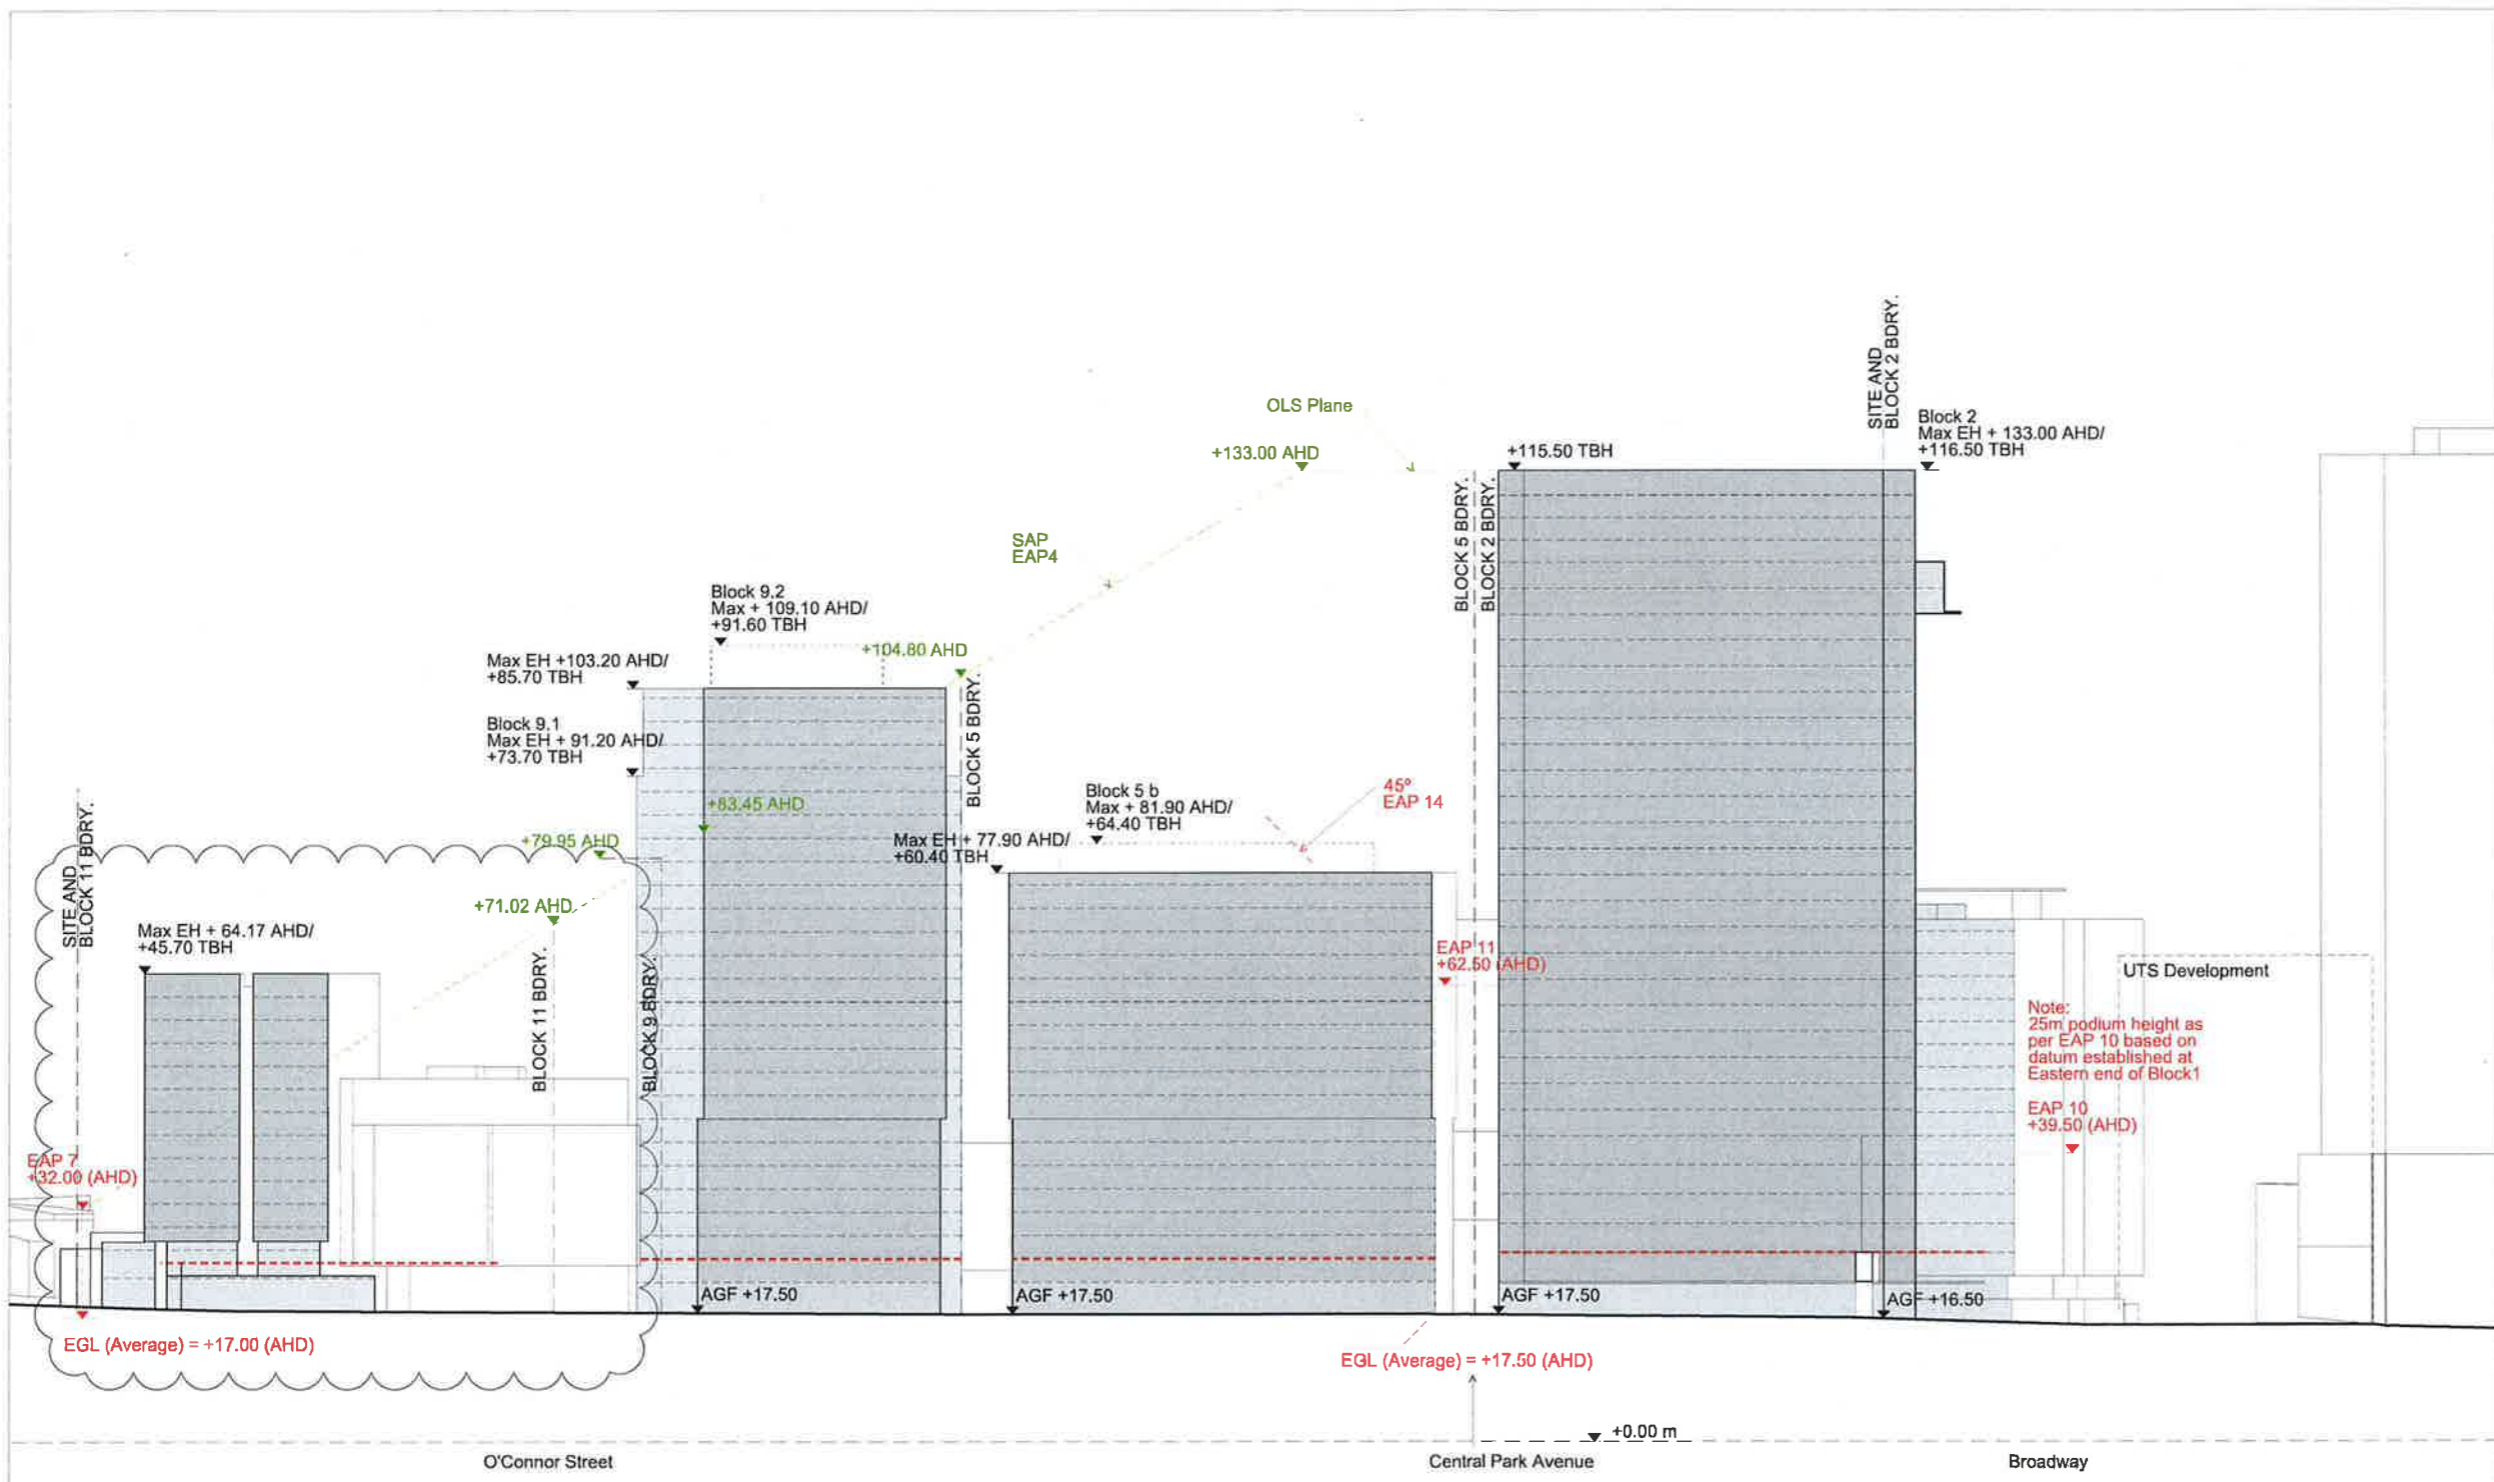 SITE AND
BLOCK 2 BDRY.
OLS Plane
+133.00 AHD
+115.50 TBH
Block 2
Max EH + 133.00 AHD/
+116.50 TBH
BLOCK 5 BDRY.
BLOCK 2 BDRY.
SAP
EAP4
Block 9.2
Max + 109.10 AHD/
+91.60 TBH
+104.80 AHD
Max EH +103.20 AHD/
+85.70 TBH
BLOCK 5 BDRY.
Block 9.1
Max EH + 91.20 AHD/
+73.70 TBH
+83.45 AHD
Block 5 b
Max + 81.90 AHD/
+64.40 TBH
45°
EAP 14
SITE AND
BLOCK 11 BDRY.
+79.95 AHD
Max EH + 77.90 AHD/
+60.40 TBH
+71.02 AHD
Max EH + 64.17 AHD/
+45.70 TBH
BLOCK 11 BDRY.
BLOCK 9 BDRY.
EAP 11
+62.50 (AHD)
UTS Development
Note:
25m podium height as
per EAP 10 based on
datum established at
Eastern end of Block1
EAP 10
+39.50 (AHD)
EAP 7
+32.00 (AHD)
AGF +17.50
AGF +17.50
AGF +17.50
AGF +16.50
EGL (Average) = +17.00 (AHD)
EGL (Average) = +17.50 (AHD)
+0.00 m
O'Connor Street
Central Park Avenue
Broadway